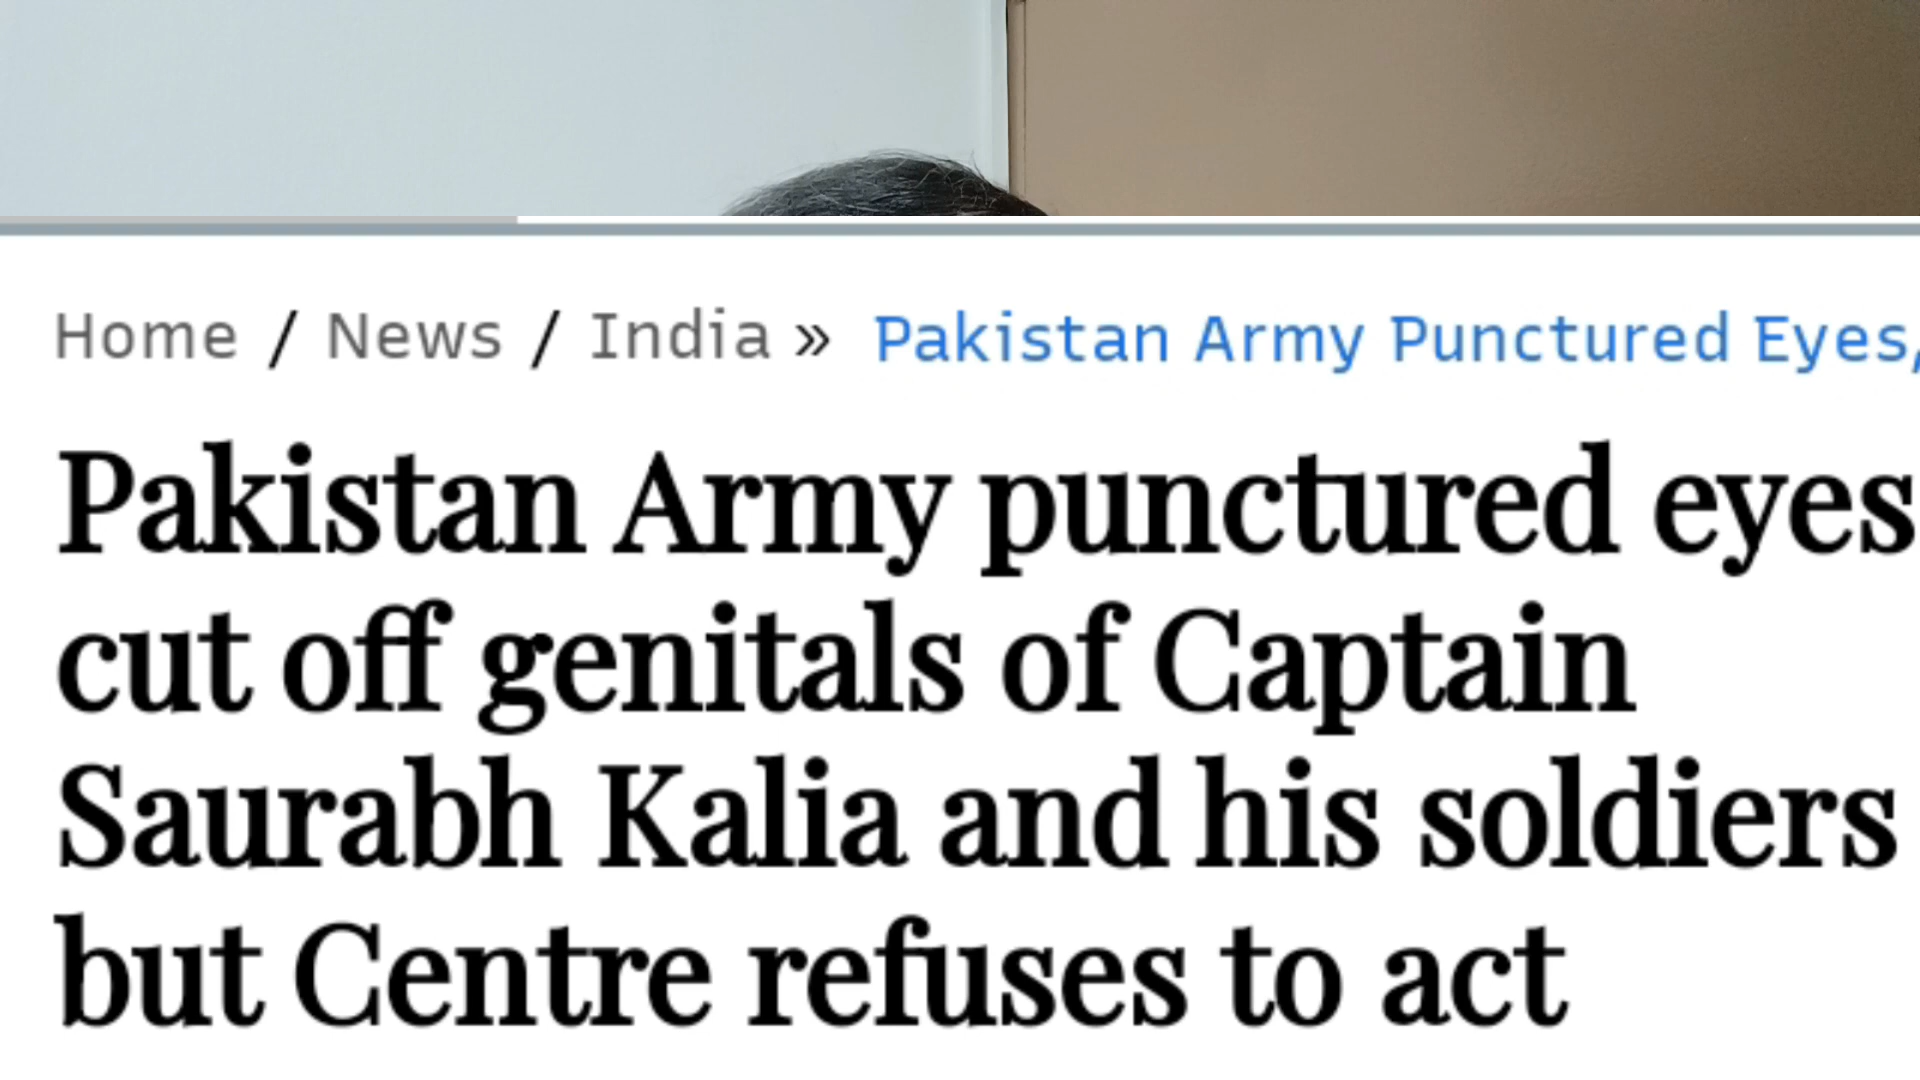 Home / News / India » Pakistan Army Punctured Eyes,
Pakistan Army punctured eyes
cut off genitals of Captain
Saurabh Kalia and his soldiers
but Centre refuses to act